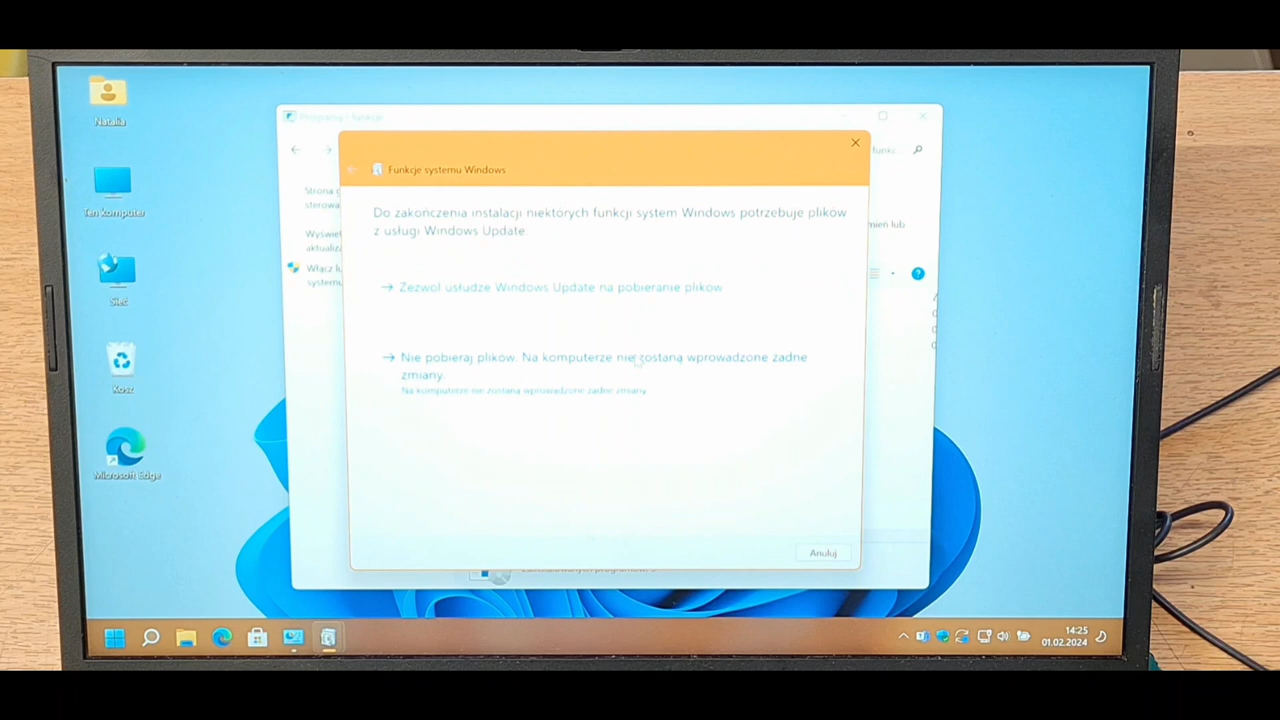 Natalia
Ten komputer
Sieć
Kosz
Microsoft Edge
Programy i funkcje
funkc
Strona g
sterowa
Wyświet
aktualiza
Włącz lu
systemu
mień lub
Funkcje systemu Windows
Do zakończenia instalacji niektórych funkcji system Windows potrzebuje plików
z usługi Windows Update.
Zezwól usłudze Windows Update na pobieranie plików
Nie pobieraj plików. Na komputerze nie zostaną wprowadzone żadne
zmiany.
Na komputerze nie zostaną wprowadzone żadne zmiany.
Anuluj
14:25
01.02.2024